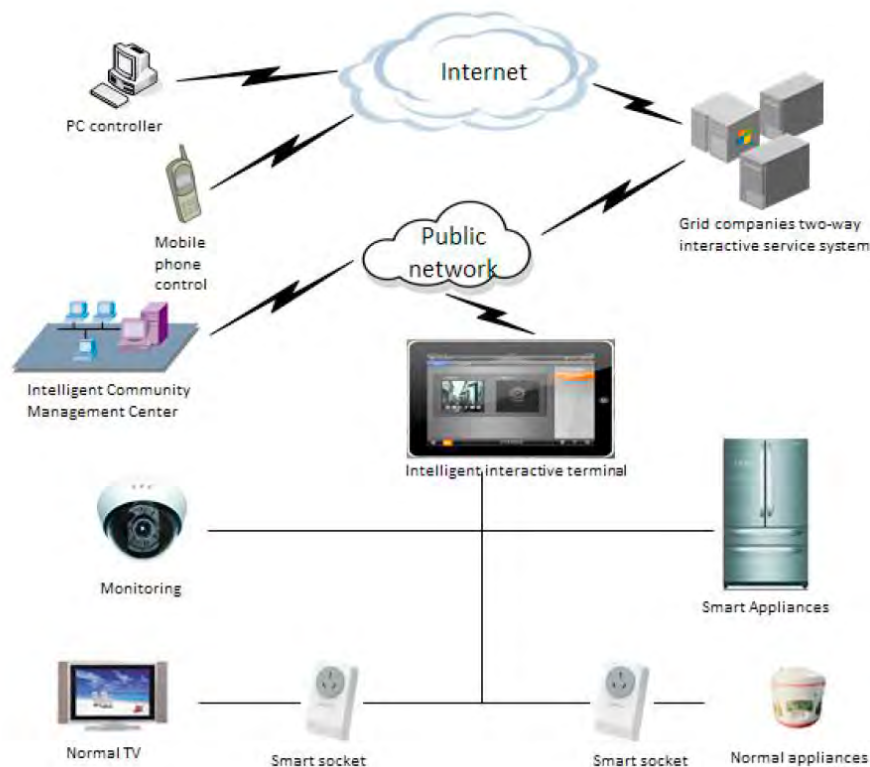 Internet
PC controller
Mobile
phone
control
Grid companies two-way
interactive service system
Public
network
Intelligent Community
Management Center
Intelligent interactive terminal
Monitoring
Smart Appliances
Normal TV
Smart socket
Smart socket
Normal appliances